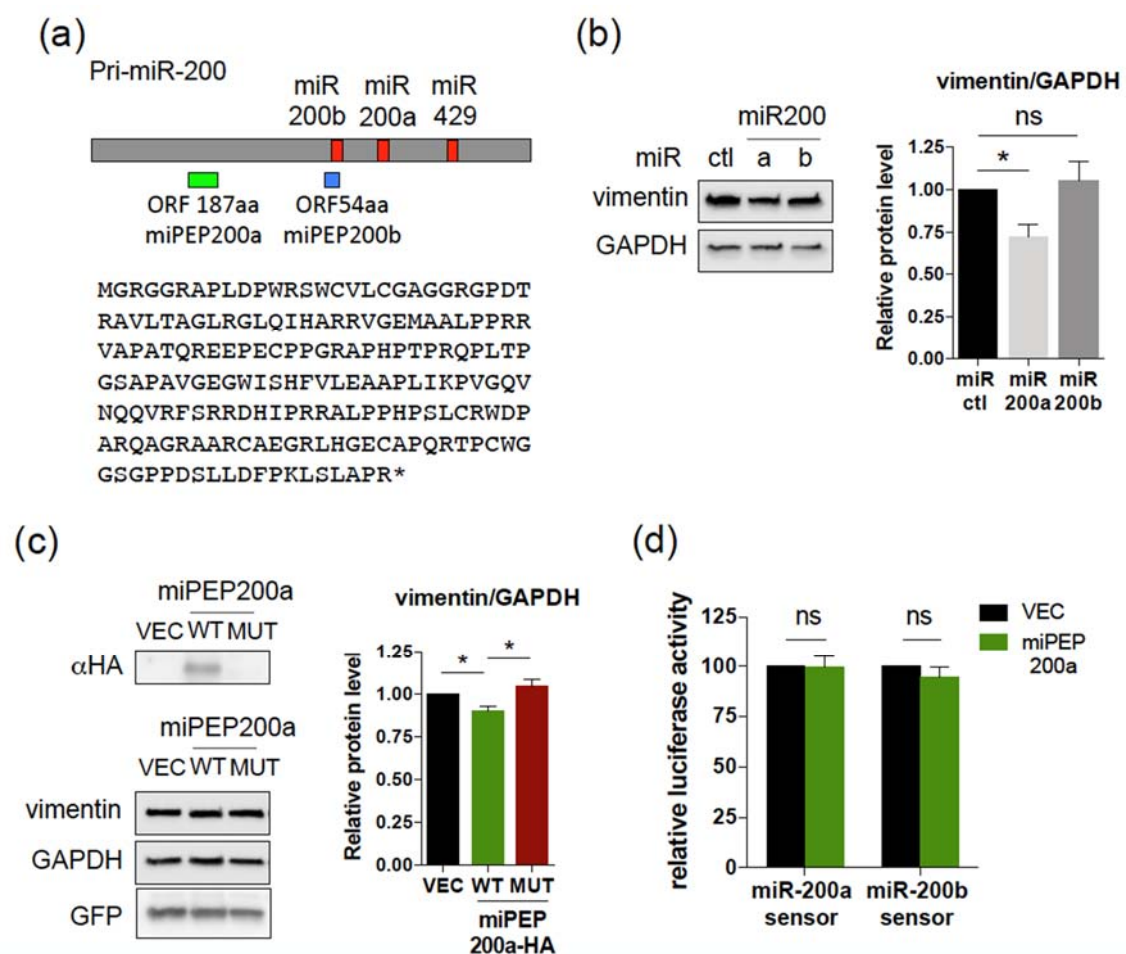 (a)
Pri-miR-200
miR miR miR
200b 200a 429
ORF 187aa ORF54aa
miPEP200a miPEP200b
MGRGGRAPLDPWRSWCVLCGAGGRGPDT
RAVLTAGLRGLQIHARRVGEMAALPPRR
VAPATQREEPECPPGRAPHPTPRQPLTP
GSAPAVGEGWISHFVLEAAPLIKPVGQV
NQQVRFSRRDHIPRRALPPHPSLCRWDP
ARQAGRAARCAEGRLHGECAPQRTPCWG
GSGPPDSLLDFPKLSLAPR*
(b)
miR200
miR ctl a b
vimentin
GAPDH
vimentin/GAPDH
ns
*
Relative protein level
1.25
1.00
0.75
0.50
0.25
0.00
miR miR miR
ctl 200a 200b
(c)
miPEP200a
VEC WT MUT
αHA
miPEP200a
VEC WT MUT
vimentin
GAPDH
GFP
vimentin/GAPDH
* *
Relative protein level
1.25
1.00
0.75
0.50
0.25
0.00
VEC WT MUT
miPEP
200a-HA
(d)
relative luciferase activity
125
100
75
50
25
0
ns ns
VEC
miPEP
200a
miR-200a miR-200b
sensor sensor